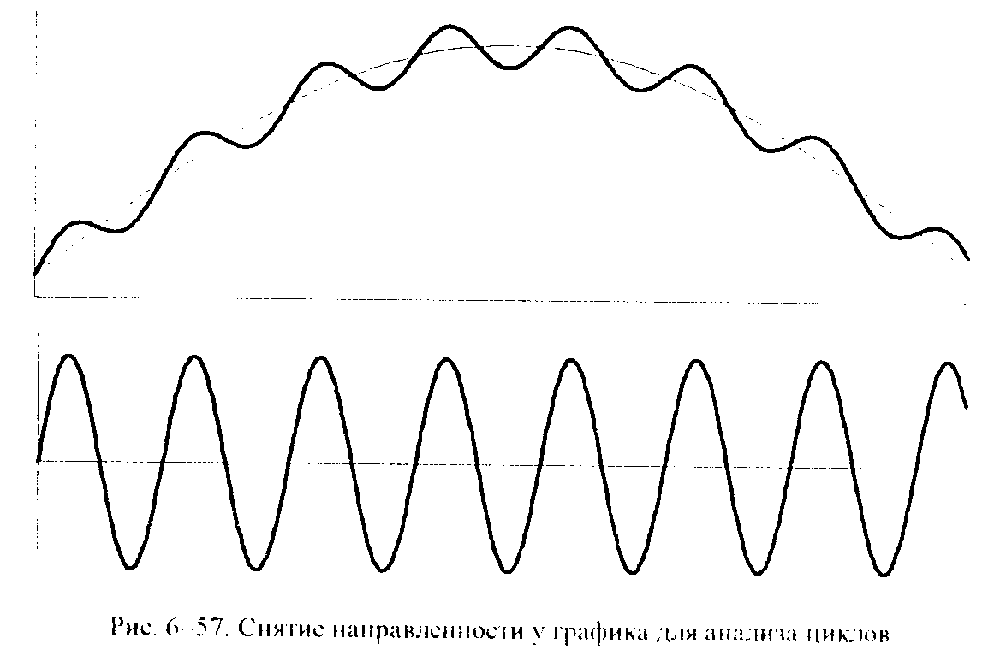 Рис. 6-57. Снятие направленности у графика для анализа циклов